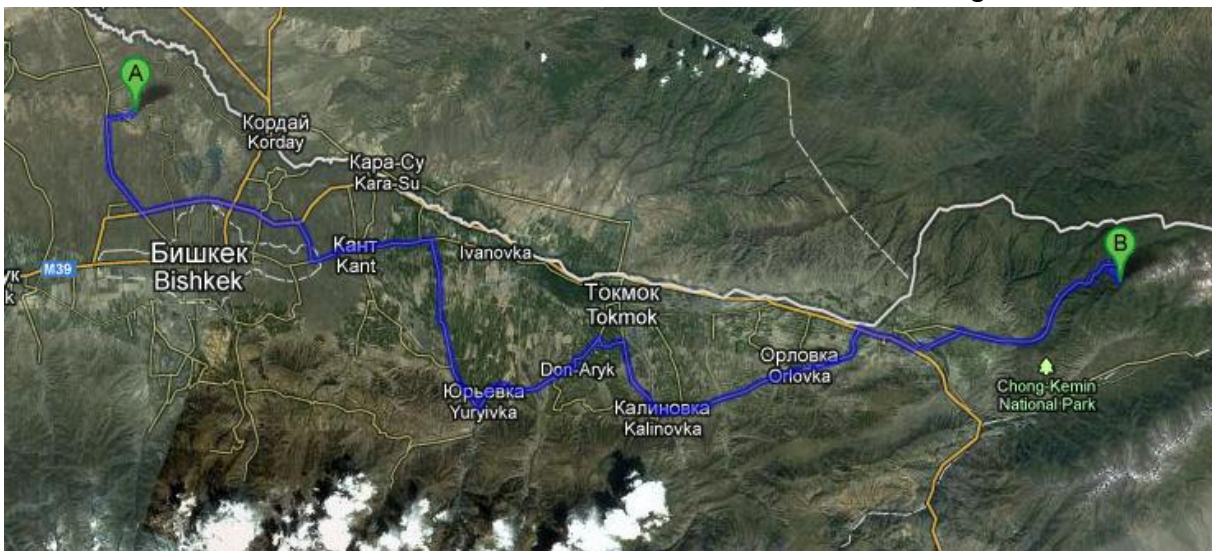 A
Кордай
Korday
Кара-Су
Kara-Su
B
Бишкек
Bishkek
M39
Кант
Kant
Ivanovka
Токмок
Tokmok
Юрьевка
Yuryivka
Don-Aryk
Орловка
Orlovka
Калиновка
Kalinovka
Chong-Kemin
National Park